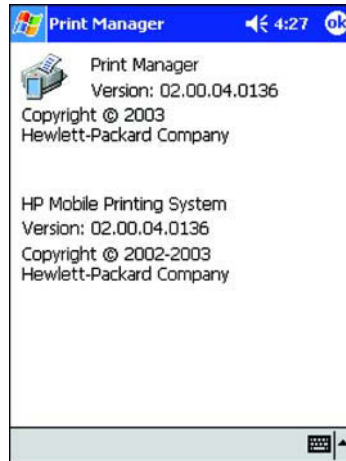 Print Manager 4:27 ok
Print Manager
Version: 02.00.04.0136
Copyright © 2003
Hewlett-Packard Company
HP Mobile Printing System
Version: 02.00.04.0136
Copyright © 2002-2003
Hewlett-Packard Company